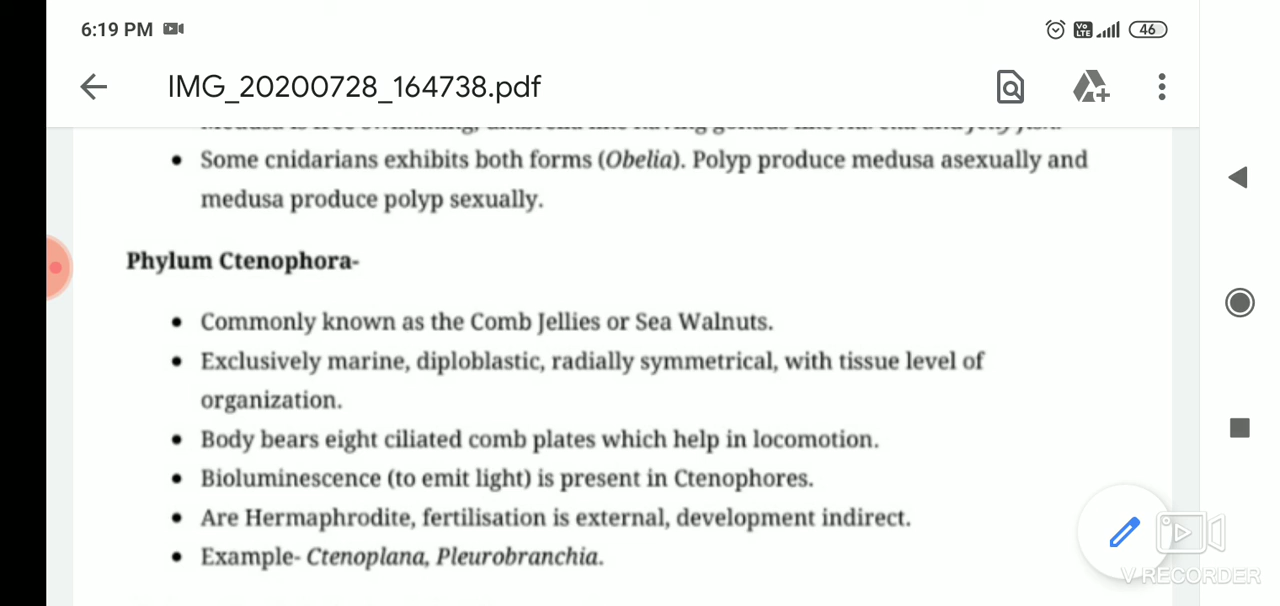 6:19 PM
Vo LTE
46
IMG_20200728_164738.pdf
• Some cnidarians exhibits both forms (Obelia). Polyp produce medusa asexually and
medusa produce polyp sexually.
Phylum Ctenophora-
• Commonly known as the Comb Jellies or Sea Walnuts.
• Exclusively marine, diploblastic, radially symmetrical, with tissue level of
organization.
• Body bears eight ciliated comb plates which help in locomotion.
• Bioluminescence (to emit light) is present in Ctenophores.
• Are Hermaphrodite, fertilisation is external, development indirect.
• Example- Ctenoplana, Pleurobranchia.
V RECORDER